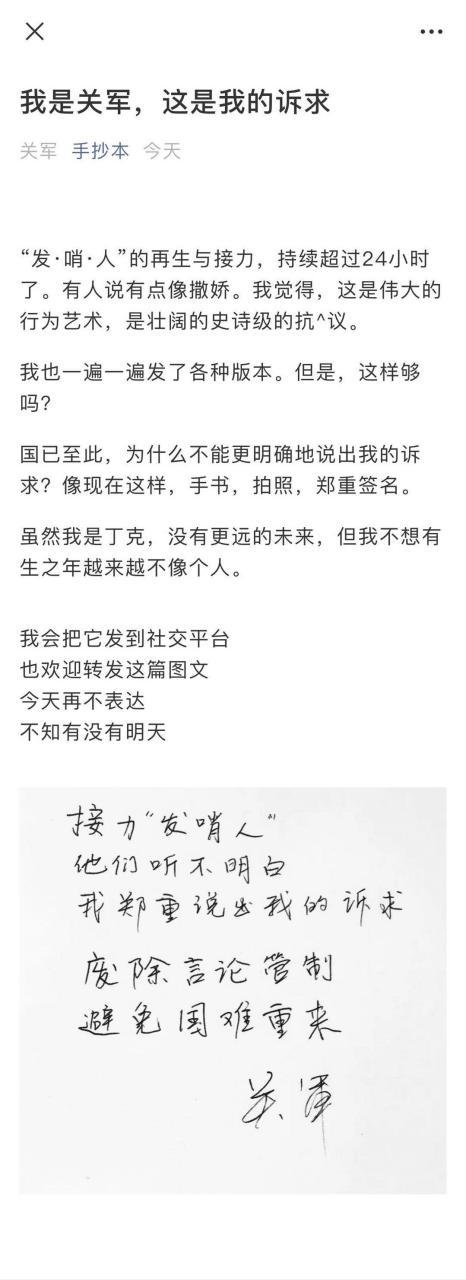 我是关军，这是我的诉求
关军 手抄本 今天
“发·哨·人”的再生与接力，持续超过24小时
了。有人说有点像撒娇。我觉得，这是伟大的
行为艺术，是壮阔的史诗级的抗^议。
我也一遍一遍发了各种版本。但是，这样够
吗？
国已至此，为什么不能更明确地说出我的诉
求？像现在这样，手书，拍照，郑重签名。
虽然我是丁克，没有更远的未来，但我不想有
生之年越来越不像个人。
我会把它发到社交平台
也欢迎转发这篇图文
今天再不表达
不知有没有明天
接力“发哨人”
他们听不明白
我郑重说出我的诉求
废除言论管制
避免国难重来
关军